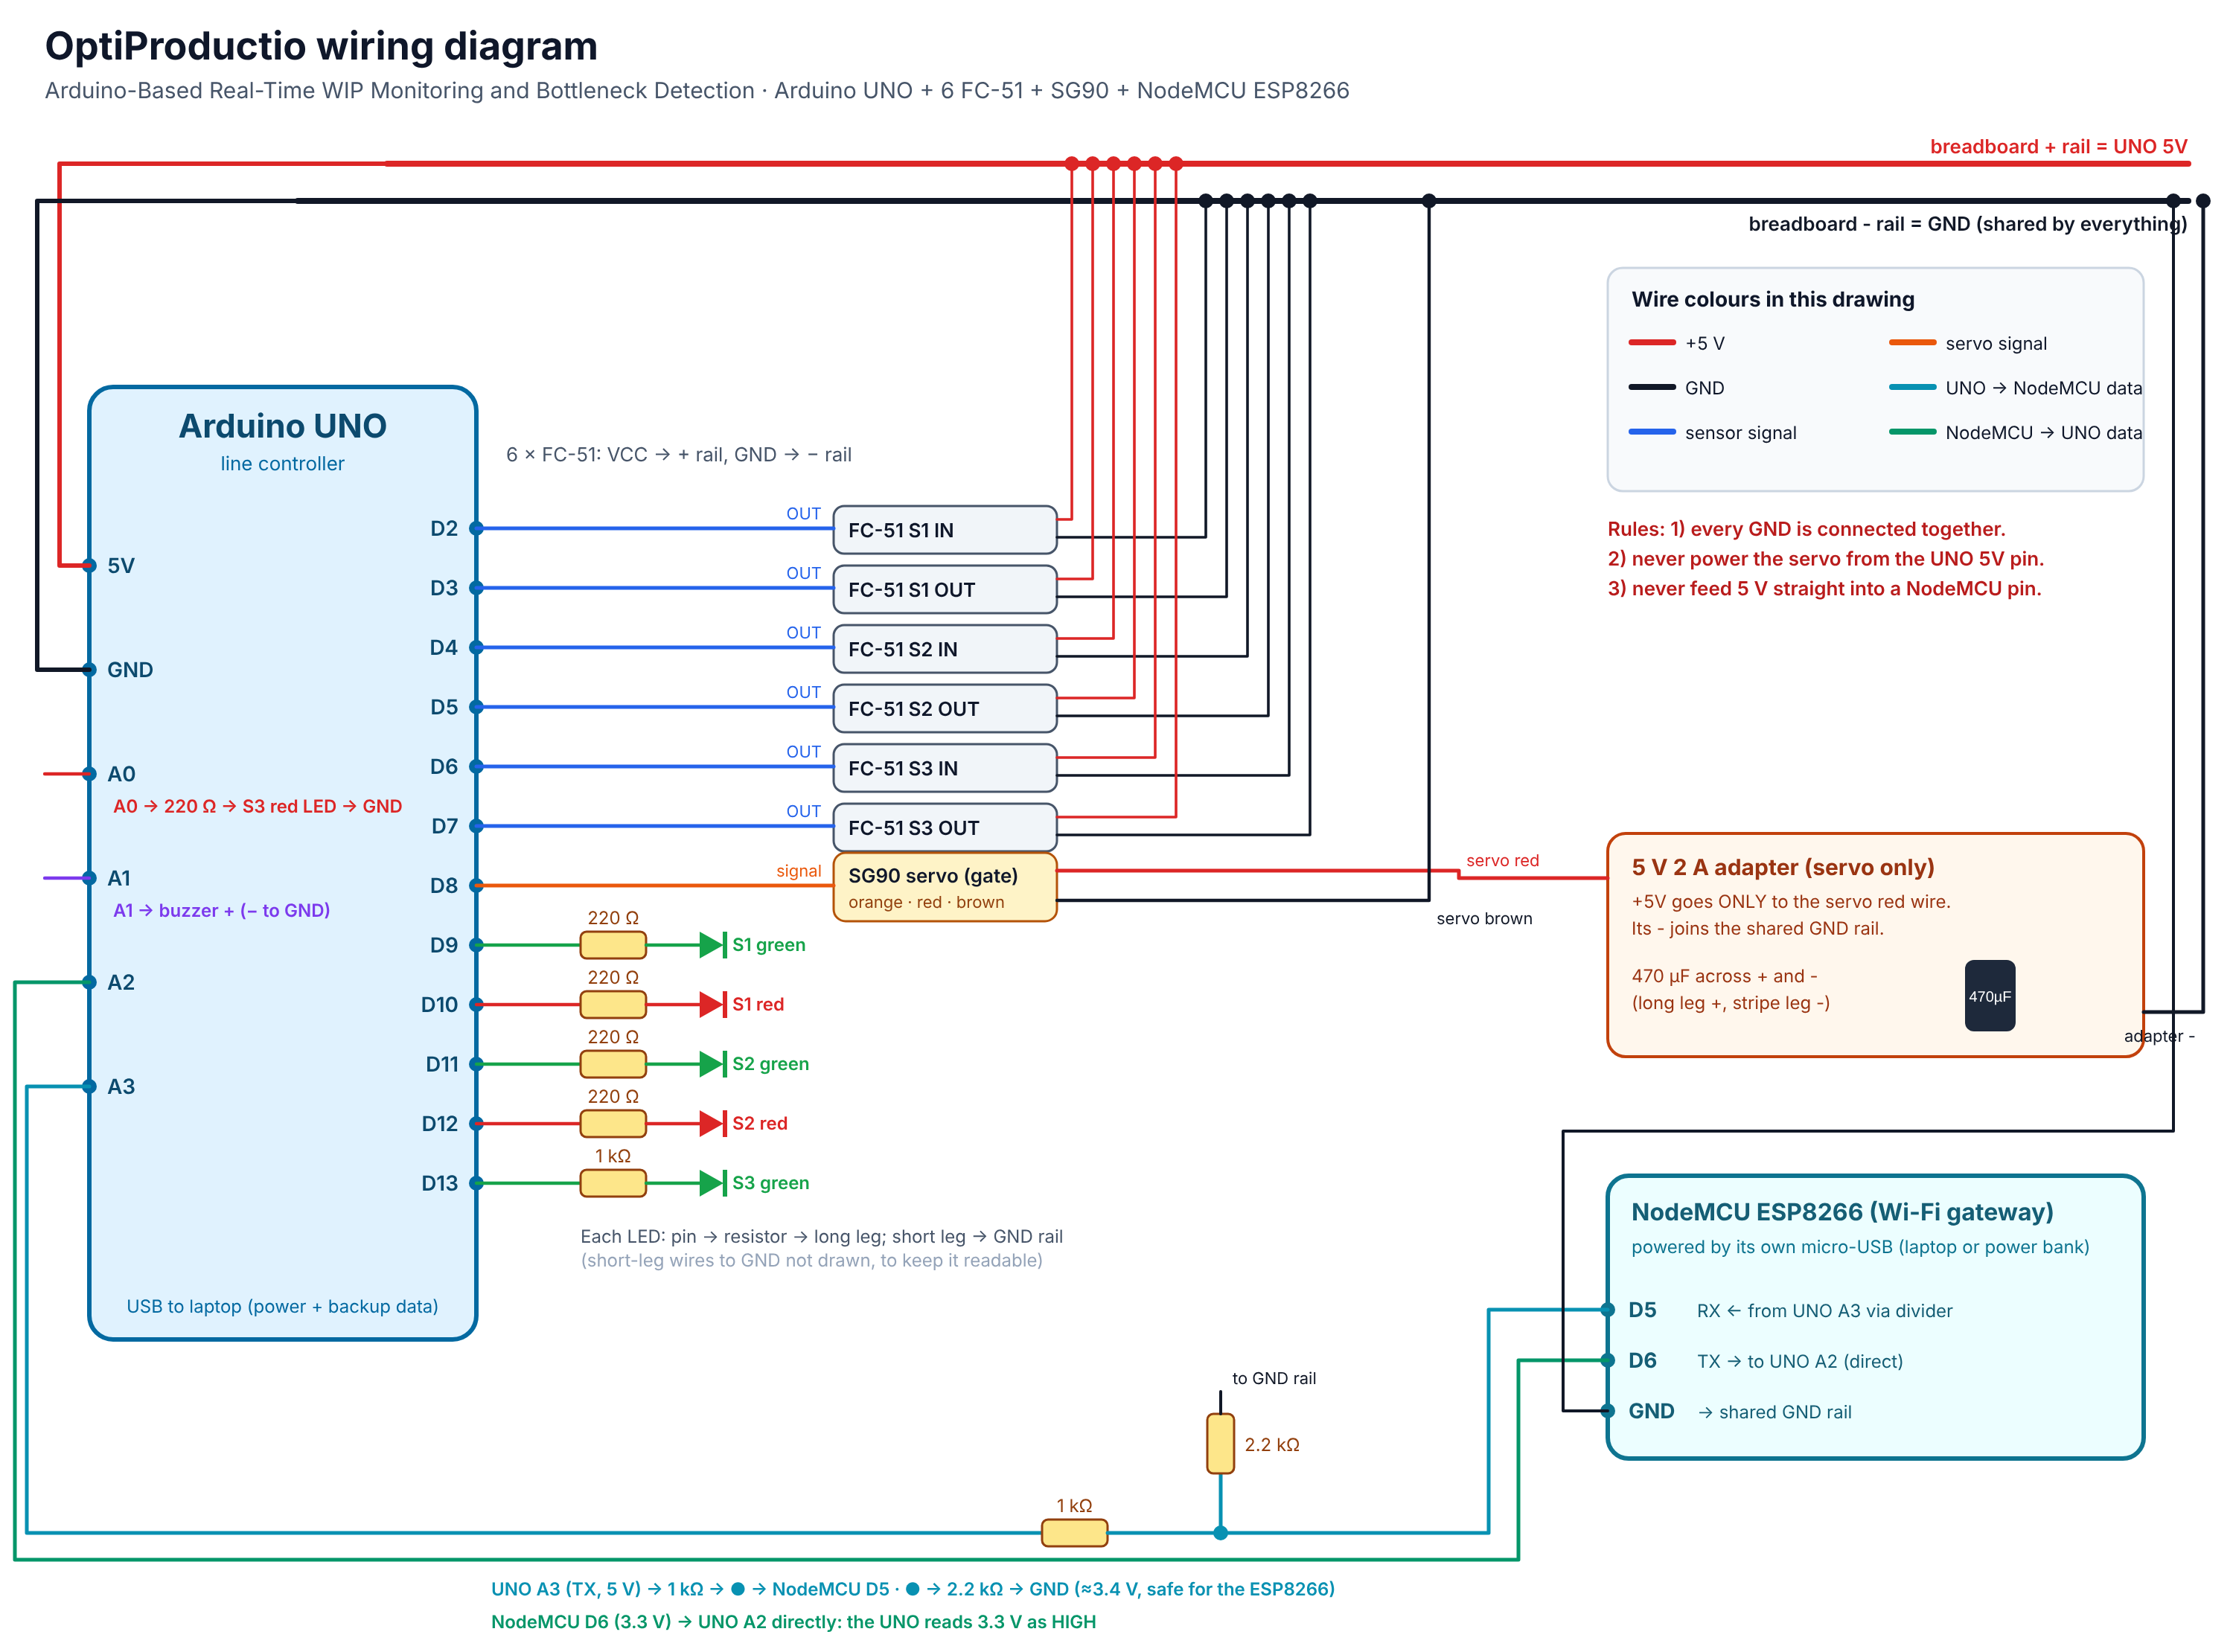 OptiProductio wiring diagram
Arduino-Based Real-Time WIP Monitoring and Bottleneck Detection · Arduino UNO + 6 FC-51 + SG90 + NodeMCU ESP8266
breadboard + rail = UNO 5V
breadboard - rail = GND (shared by everything)
Wire colours in this drawing
+5 V
servo signal
GND
UNO → NodeMCU data
sensor signal
NodeMCU → UNO data
Rules: 1) every GND is connected together.
2) never power the servo from the UNO 5V pin.
3) never feed 5 V straight into a NodeMCU pin.
Arduino UNO
line controller
5V
GND
A0
A0 → 220 Ω → S3 red LED → GND
A1
A1 → buzzer + (− to GND)
A2
A3
USB to laptop (power + backup data)
6 × FC-51: VCC → + rail, GND → − rail
D2
OUT
FC-51 S1 IN
D3
OUT
FC-51 S1 OUT
D4
OUT
FC-51 S2 IN
D5
OUT
FC-51 S2 OUT
D6
OUT
FC-51 S3 IN
D7
OUT
FC-51 S3 OUT
D8
signal
SG90 servo (gate)
orange · red · brown
servo red
servo brown
D9
220 Ω
S1 green
D10
220 Ω
S1 red
D11
220 Ω
S2 green
D12
220 Ω
S2 red
D13
1 kΩ
S3 green
Each LED: pin → resistor → long leg; short leg → GND rail
(short-leg wires to GND not drawn, to keep it readable)
5 V 2 A adapter (servo only)
+5V goes ONLY to the servo red wire.
Its - joins the shared GND rail.
470 µF across + and -
(long leg +, stripe leg -)
470µF
adapter -
NodeMCU ESP8266 (Wi-Fi gateway)
powered by its own micro-USB (laptop or power bank)
D5
RX ← from UNO A3 via divider
D6
TX → to UNO A2 (direct)
GND
→ shared GND rail
to GND rail
2.2 kΩ
1 kΩ
UNO A3 (TX, 5 V) → 1 kΩ → ● → NodeMCU D5 · ● → 2.2 kΩ → GND (≈3.4 V, safe for the ESP8266)
NodeMCU D6 (3.3 V) → UNO A2 directly: the UNO reads 3.3 V as HIGH